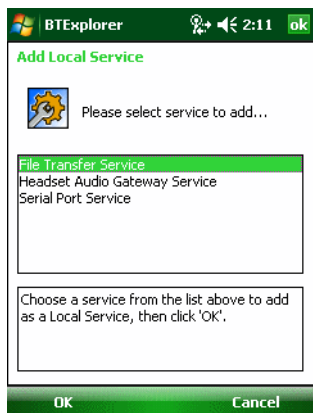 BTExplorer 2:11 ok
Add Local Service
Please select service to add...
File Transfer Service
Headset Audio Gateway Service
Serial Port Service
Choose a service from the list above to add
as a Local Service, then click 'OK'.
OK Cancel